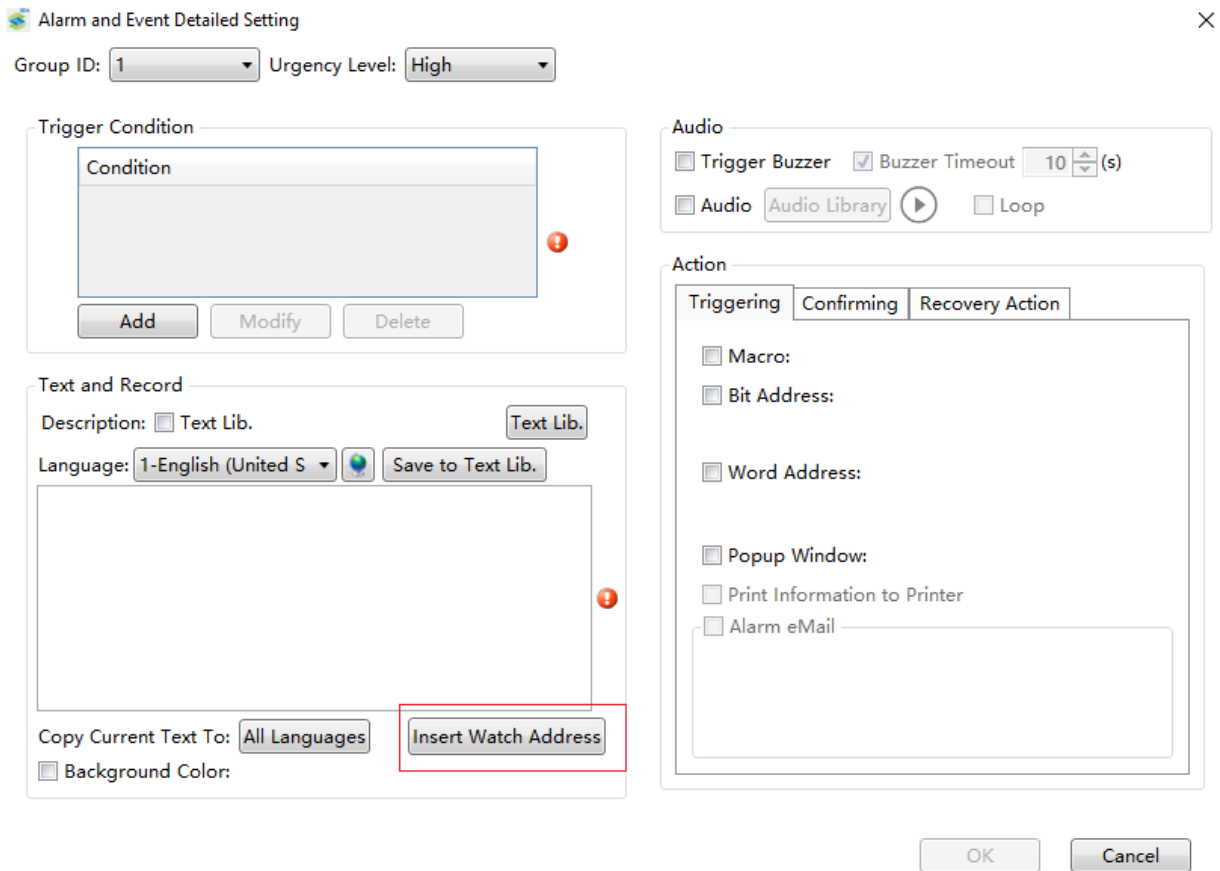 Alarm and Event Detailed Setting
Group ID: 1 Urgency Level: High
Trigger Condition
Condition
Add Modify Delete
Text and Record
Description: Text Lib. Text Lib.
Language: 1-English (United S Save to Text Lib.
Copy Current Text To: All Languages Insert Watch Address
Background Color:
Audio
Trigger Buzzer Buzzer Timeout 10 (s)
Audio Audio Library Loop
Action
Triggering Confirming Recovery Action
Macro:
Bit Address:
Word Address:
Popup Window:
Print Information to Printer
Alarm eMail
OK Cancel